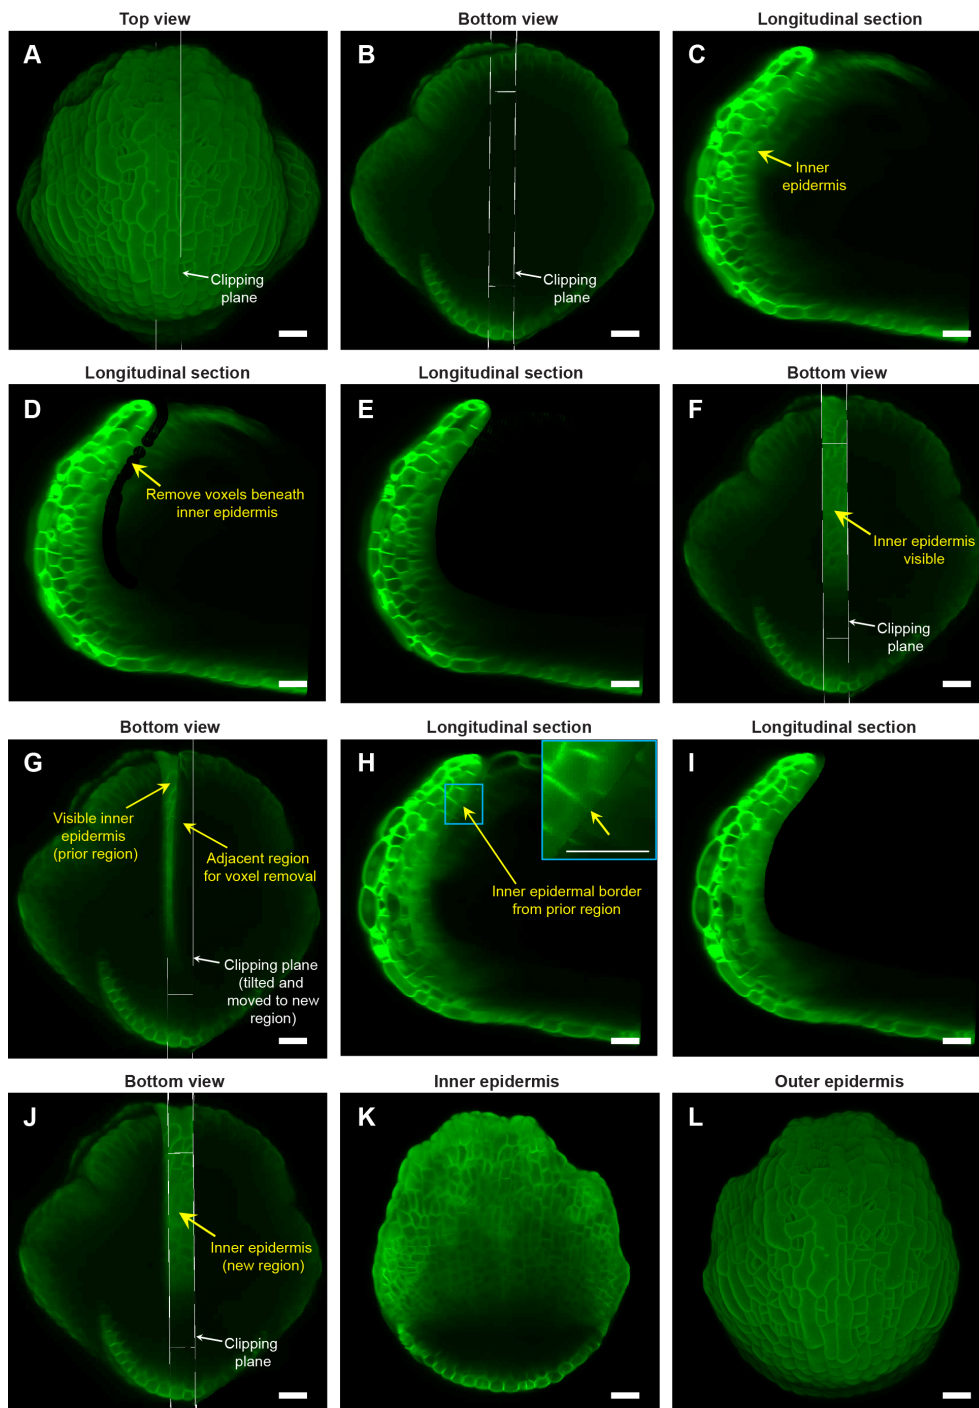 Top view
Bottom view
Longitudinal section
A
B
C
Inner
epidermis
Clipping
plane
Clipping
plane
Longitudinal section
Longitudinal section
Bottom view
D
E
F
Remove voxels beneath
inner epidermis
Inner epidermis
visible
Clipping
plane
Bottom view
Longitudinal section
Longitudinal section
G
H
I
Visible inner
epidermis
(prior region)
Adjacent region
for voxel removal
Clipping plane
(tilted and
moved to new
region)
Inner epidermal border
from prior region
Bottom view
Inner epidermis
Outer epidermis
J
K
L
Inner epidermis
(new region)
Clipping
plane